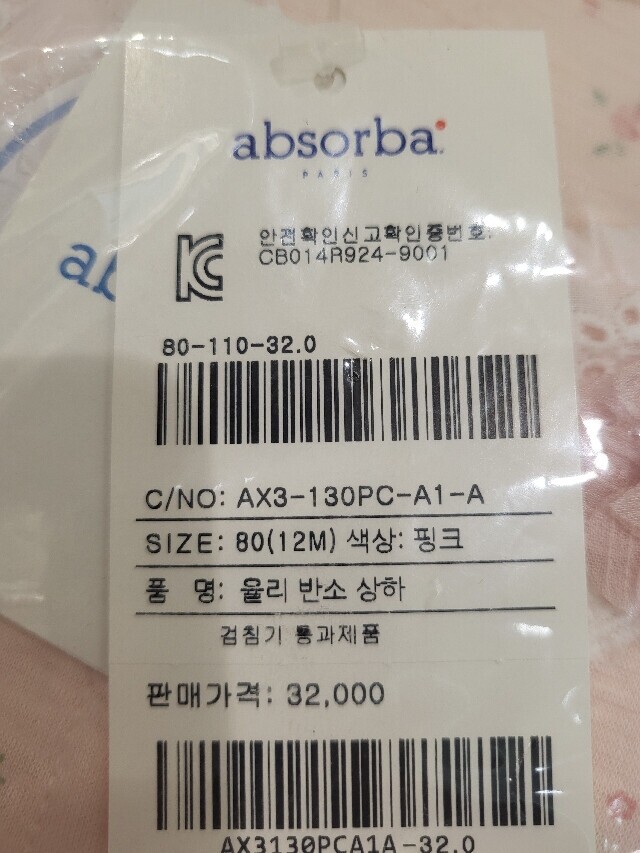 absorba
PARIS
안전확인신고확인증번호:
CB014R924-9001
80-110-32.0
C/NO: AX3-130PC-A1-A
SIZE: 80(12M) 색상: 핑크
품 명: 율리 반소 상하
검침기 통과제품
판매가격: 32,000
AX3130PCA1A-32.0
ab